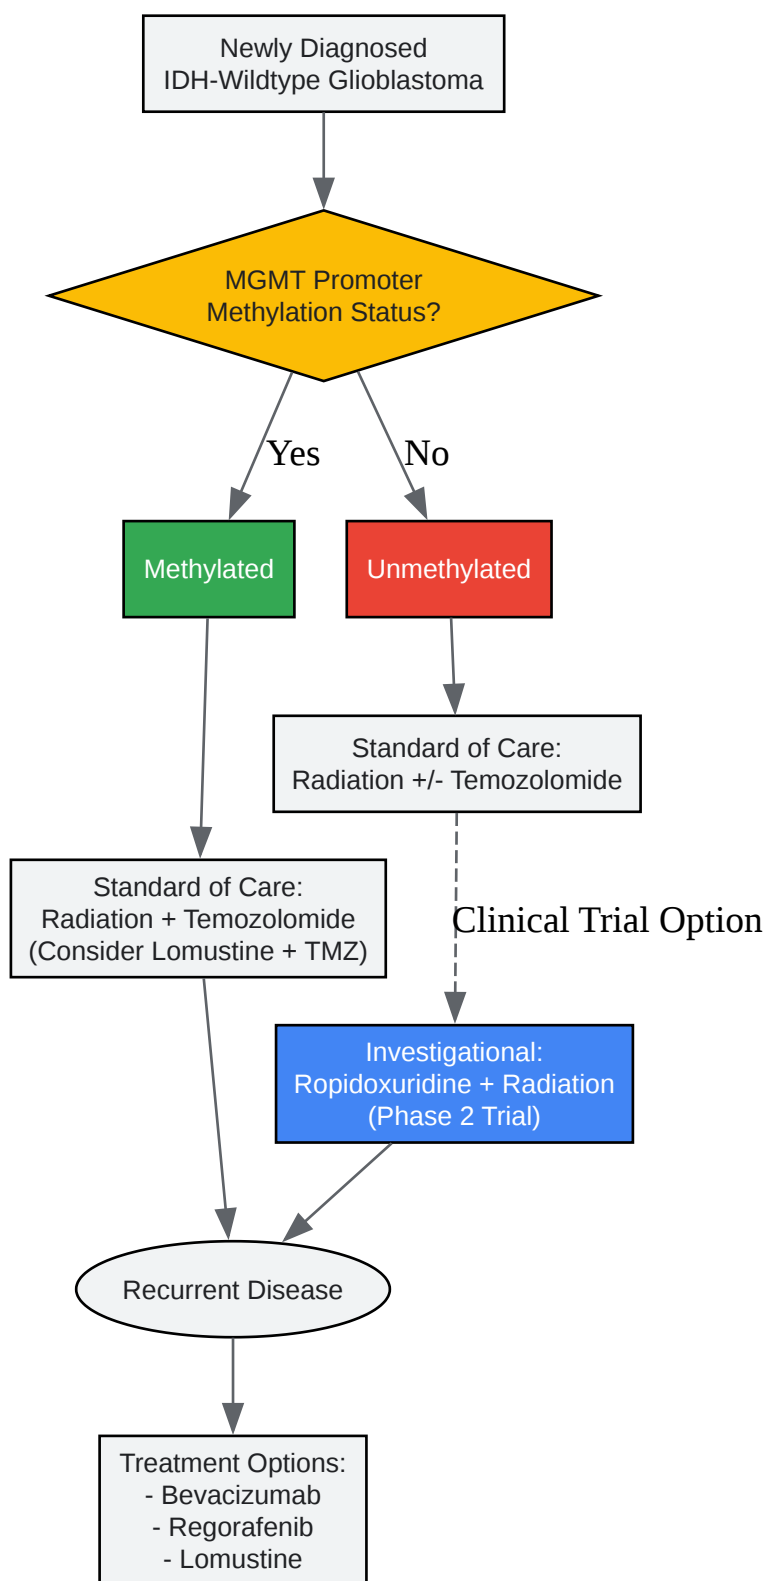 Newly Diagnosed
IDH-Wildtype Glioblastoma
MGMT Promoter
Methylation Status?
Yes
No
Methylated
Unmethylated
Standard of Care:
Radiation +/- Temozolomide
Standard of Care:
Radiation + Temozolomide
(Consider Lomustine + TMZ)
Clinical Trial Option
Investigational:
Ropidoxuridine + Radiation
(Phase 2 Trial)
Recurrent Disease
Treatment Options:
- Bevacizumab
- Regorafenib
- Lomustine